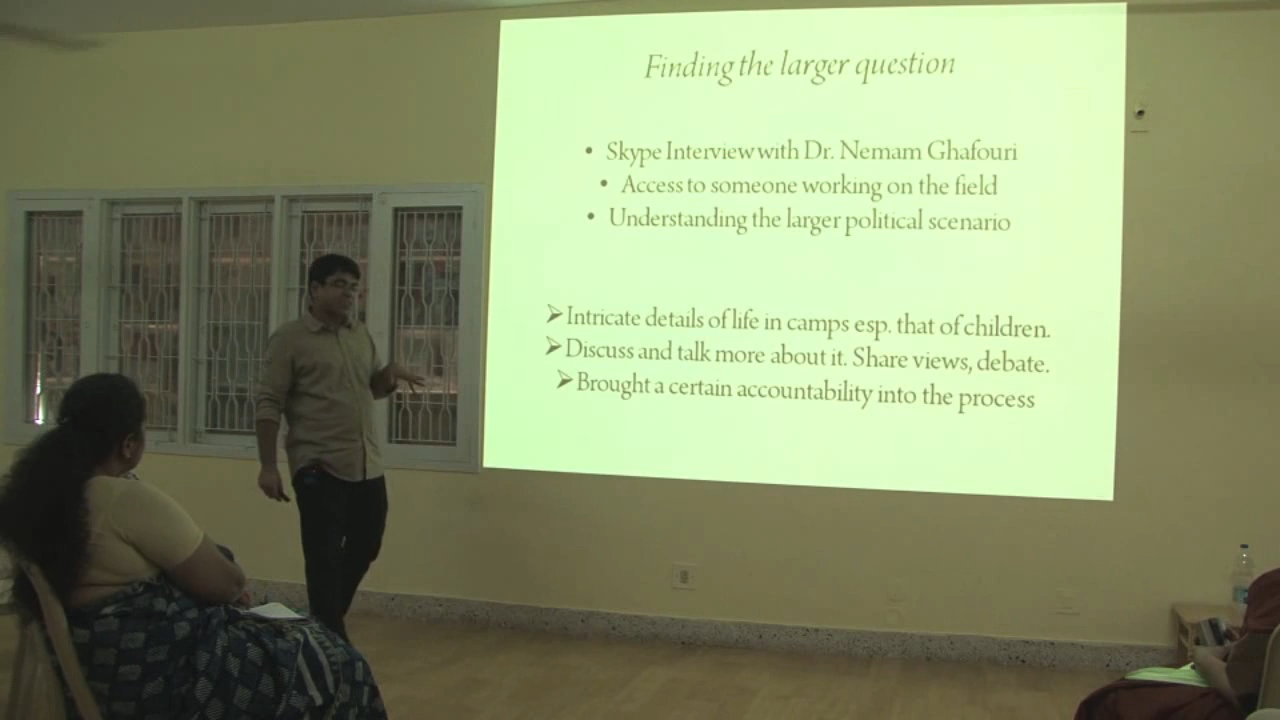 Finding the larger question
• Skype Interview with Dr. Nemam Ghafouri
• Access to someone working on the field
• Understanding the larger political scenario
➢Intricate details of life in camps esp. that of children.
➢Discuss and talk more about it. Share views, debate.
➢Brought a certain accountability into the process